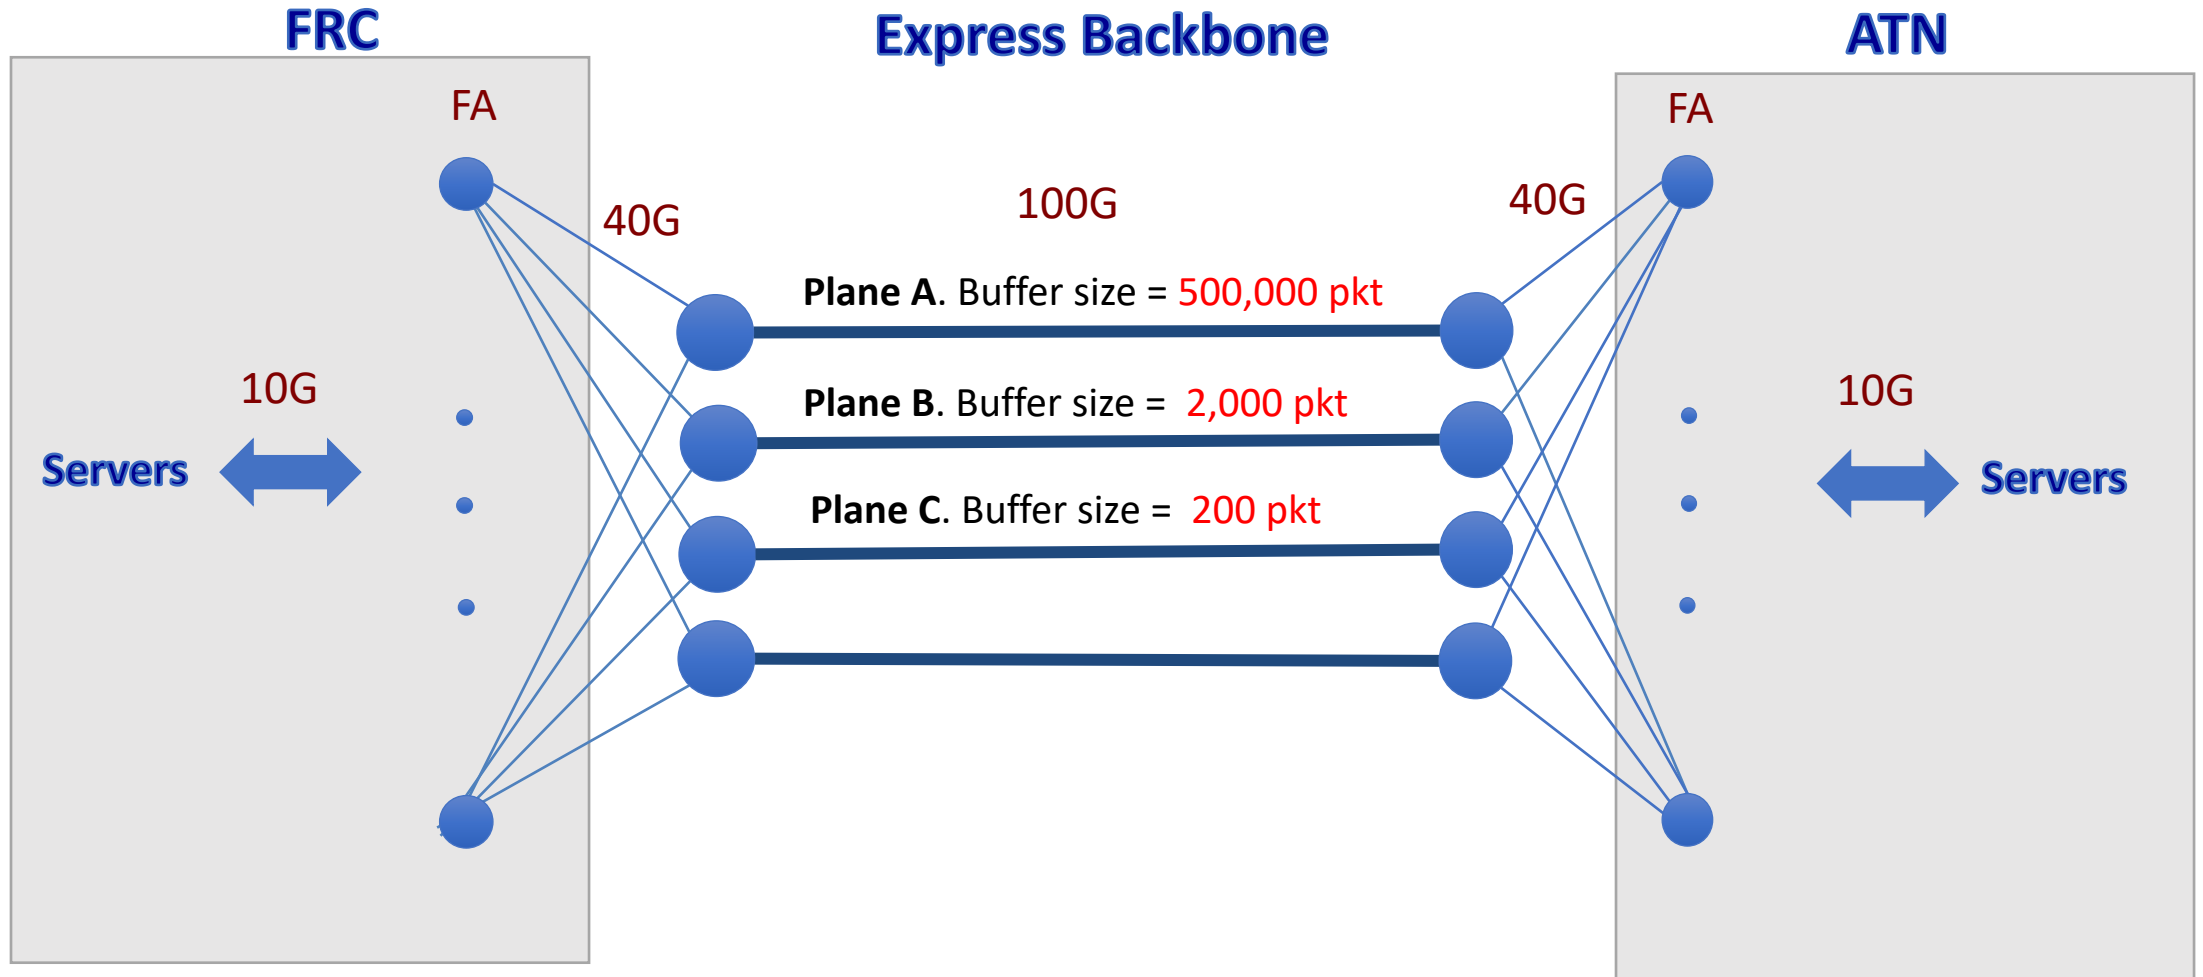 FRC
Express Backbone
ATN
FA
FA
40G
100G
40G
Plane A. Buffer size = 500,000 pkt
10G
Plane B. Buffer size =  2,000 pkt
10G
Servers
Plane C. Buffer size =  200 pkt
Servers